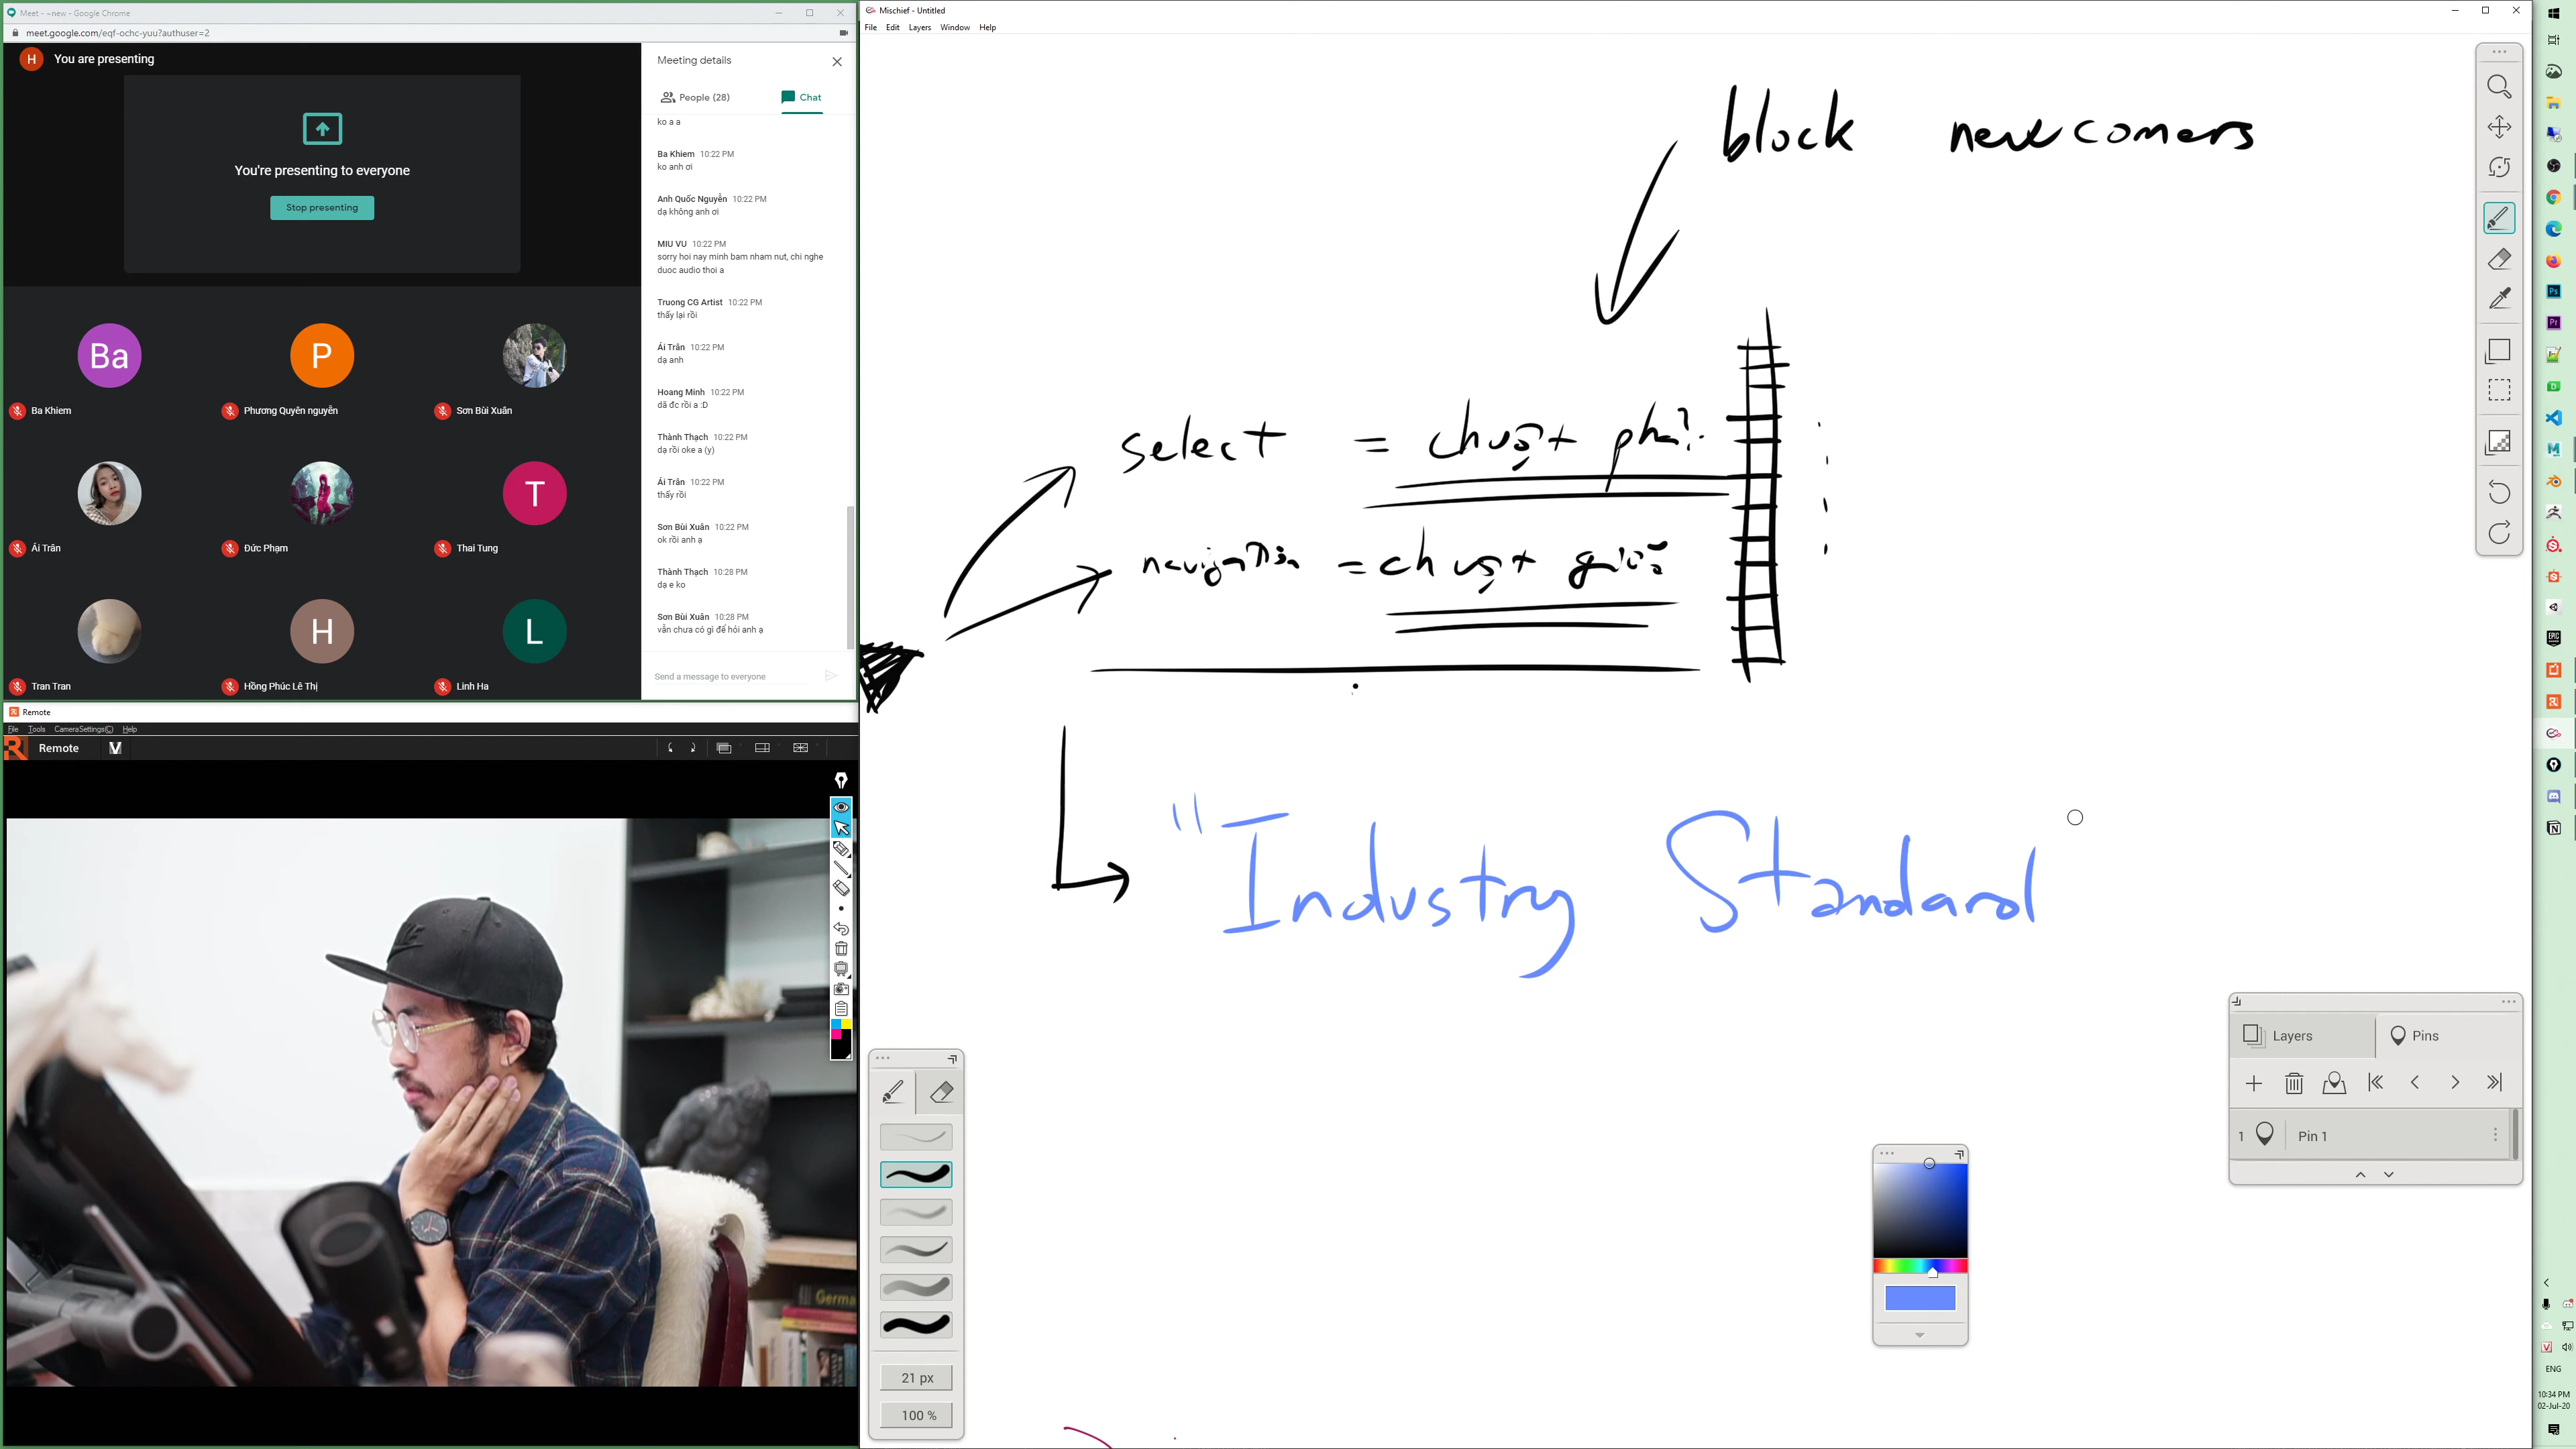 Meet - ~new - Google Chrome
meet.google.com/eqf-ochc-yuu?authuser=2
H You are presenting
You're presenting to everyone
Stop presenting
Ba
Ba Khiem
P
Phương Quyên nguyễn
Sơn Bùi Xuân
Ái Trân
Đức Phạm
T
Thai Tung
Tran Tran
H
Hồng Phúc Lê Thị
L
Linh Ha
Meeting details
People (28)
Chat
ko a a
Ba Khiem 10:22 PM
ko anh ơi
Anh Quốc Nguyễn 10:22 PM
dạ không anh ơi
MIU VU 10:22 PM
sorry hoi nay minh bam nham nut, chi nghe
duoc audio thoi a
Truong CG Artist 10:22 PM
thấy lại rồi
Ái Trân 10:22 PM
dạ anh
Hoang Minh 10:22 PM
dã đc rồi a :D
Thành Thạch 10:22 PM
dạ rồi oke a (y)
Ái Trân 10:22 PM
thấy rồi
Sơn Bùi Xuân 10:22 PM
ok rồi anh ạ
Thành Thạch 10:28 PM
dạ e ko
Sơn Bùi Xuân 10:28 PM
vẫn chưa có gì để hỏi anh ạ
Send a message to everyone
Remote
File Tools CameraSettings(C) Help
Remote
Germa
Mischief - Untitled
File Edit Layers Window Help
block newcomers
select = chuột phải
navigation = chuột giữa
"Industry Standard
21 px
100 %
Layers
Pins
1 Pin 1
Ps
Pr
EPIC
ENG
10:34 PM
02-Jul-20